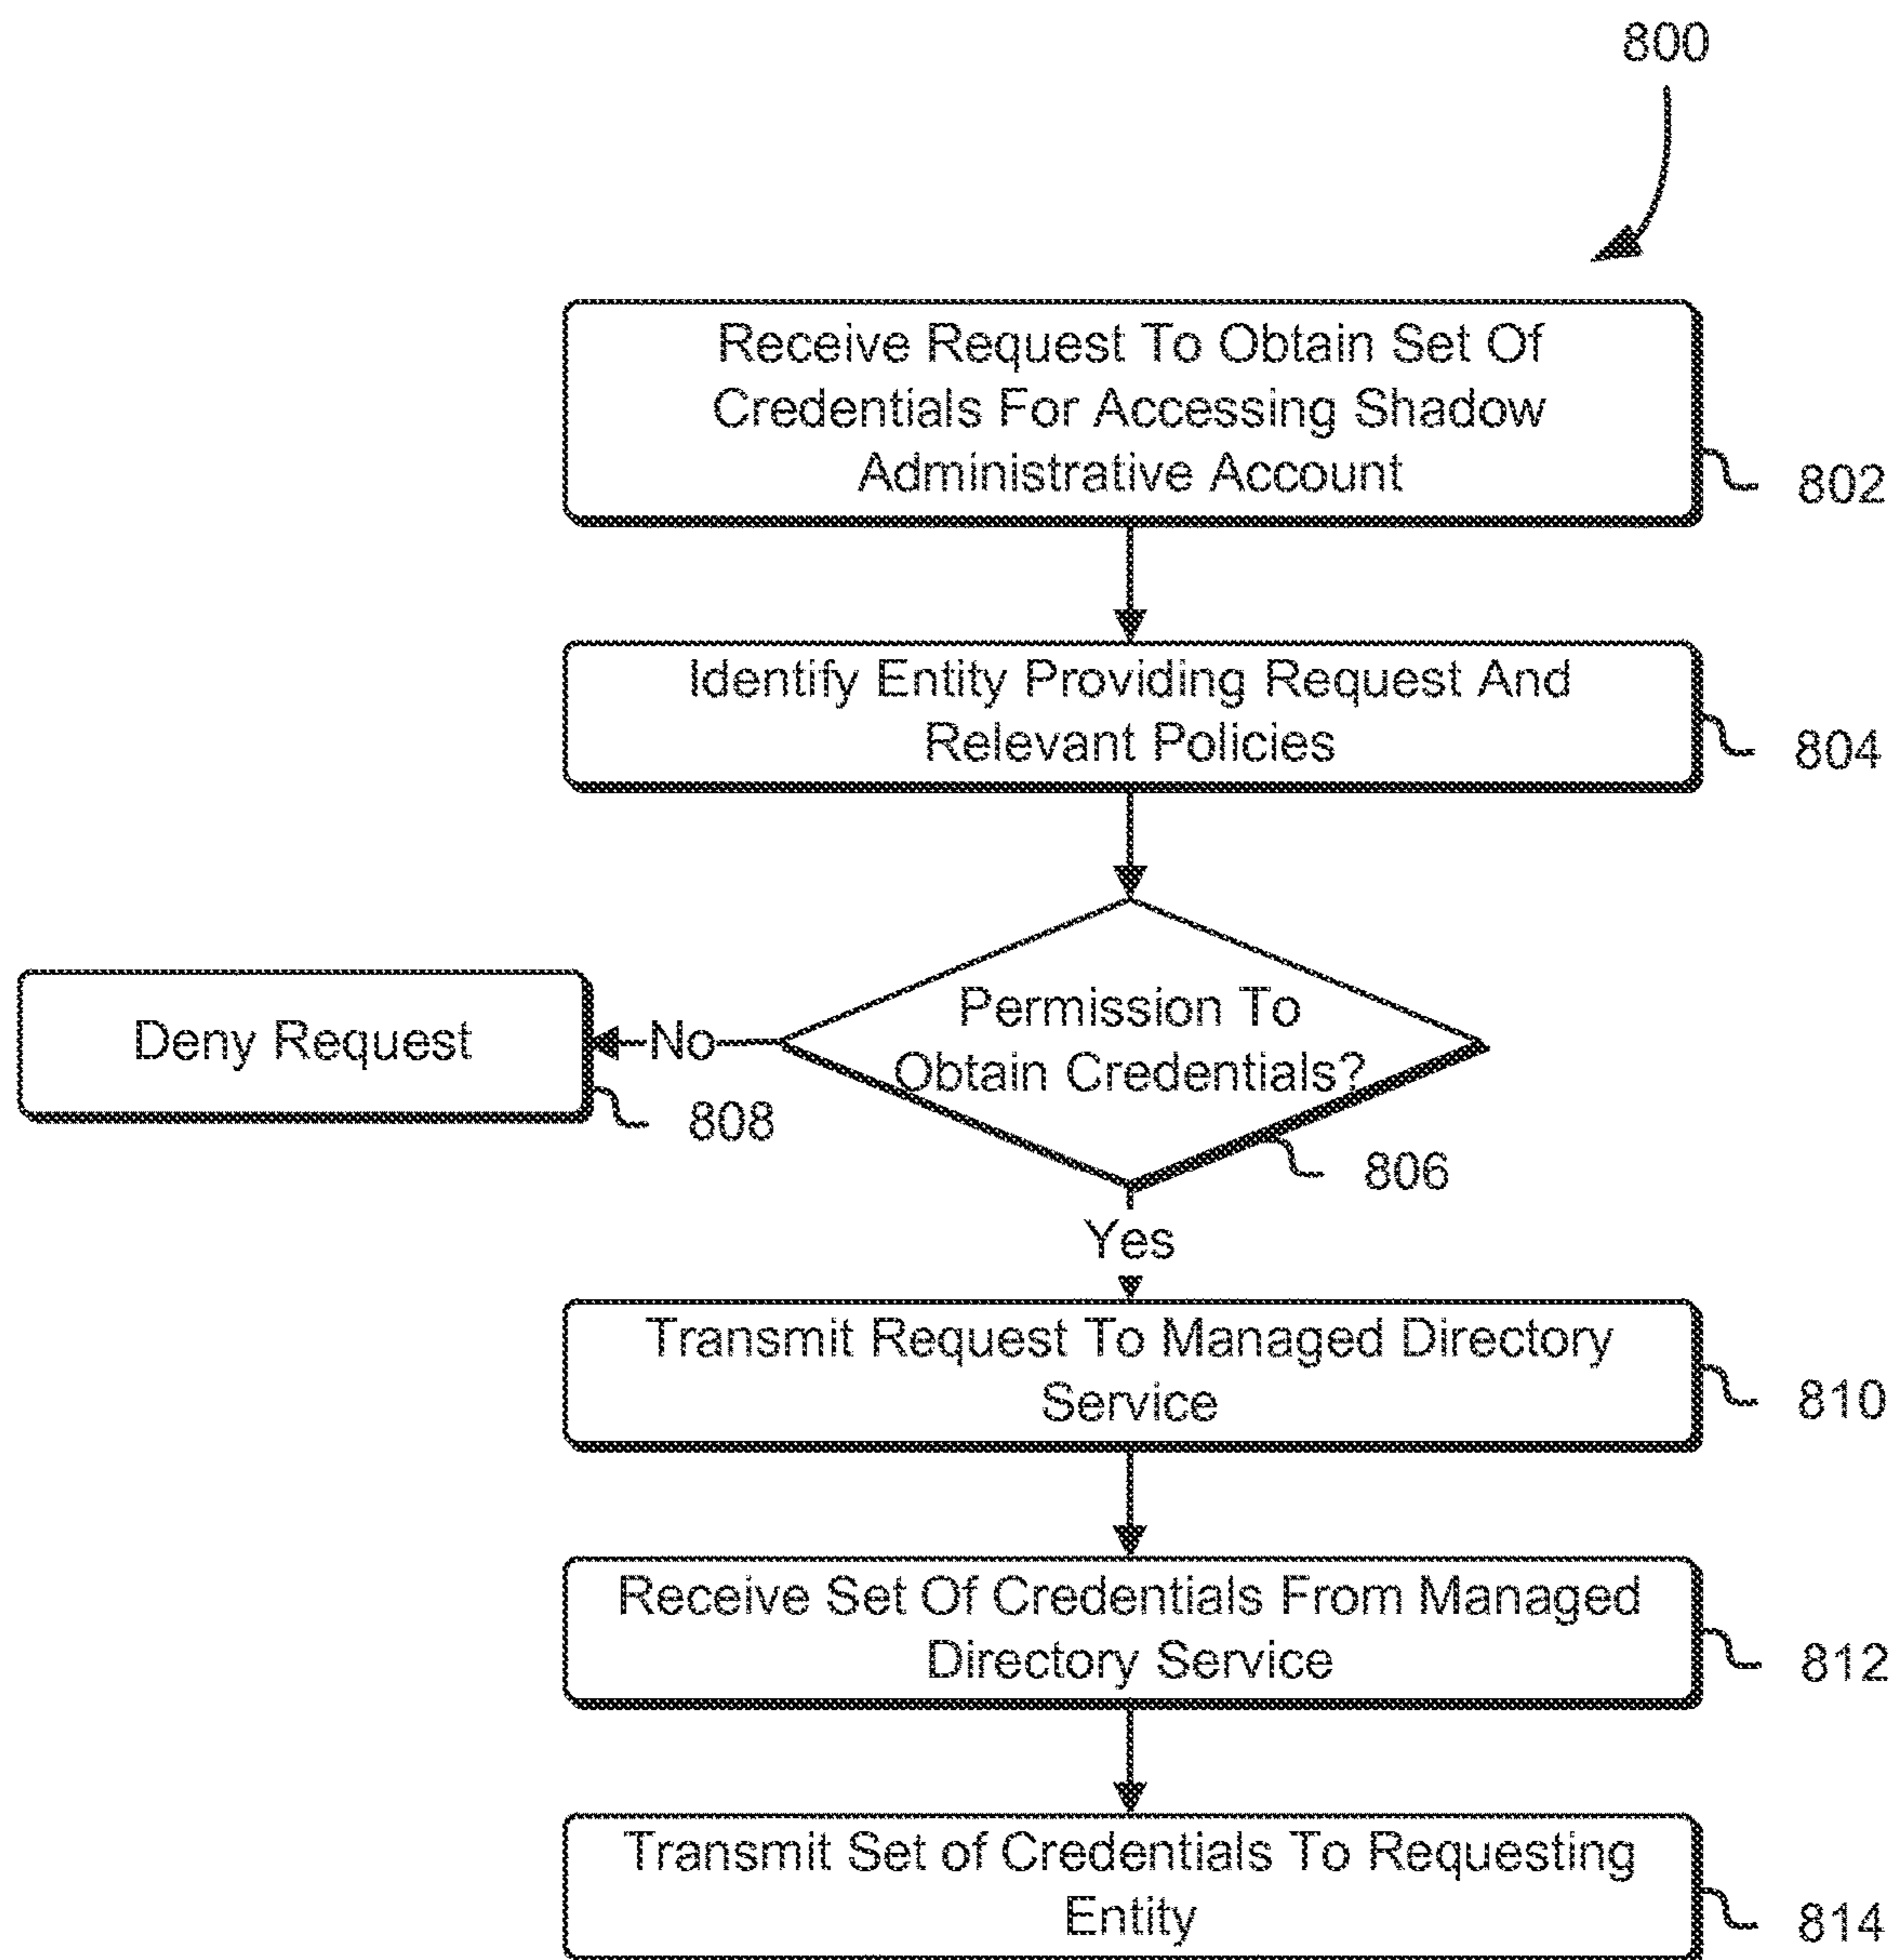 800
Receive Request To Obtain Set Of
Credentials For Accessing Shadow
Administrative Account
802
Identify Entity Providing Request And
Relevant Policies
804
Permission To
Obtain Credentials?
806
No
Deny Request
808
Yes
Transmit Request To Managed Directory
Service
810
Receive Set Of Credentials From Managed
Directory Service
812
Transmit Set of Credentials To Requesting
Entity
814